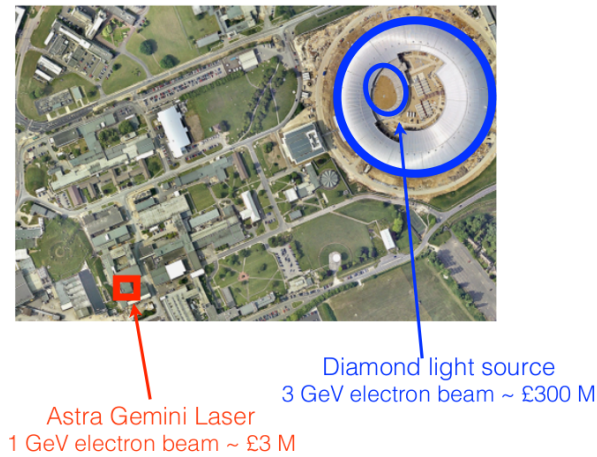 Diamond light source
3 GeV electron beam ~ £300 M
Astra Gemini Laser
1 GeV electron beam ~ £3 M